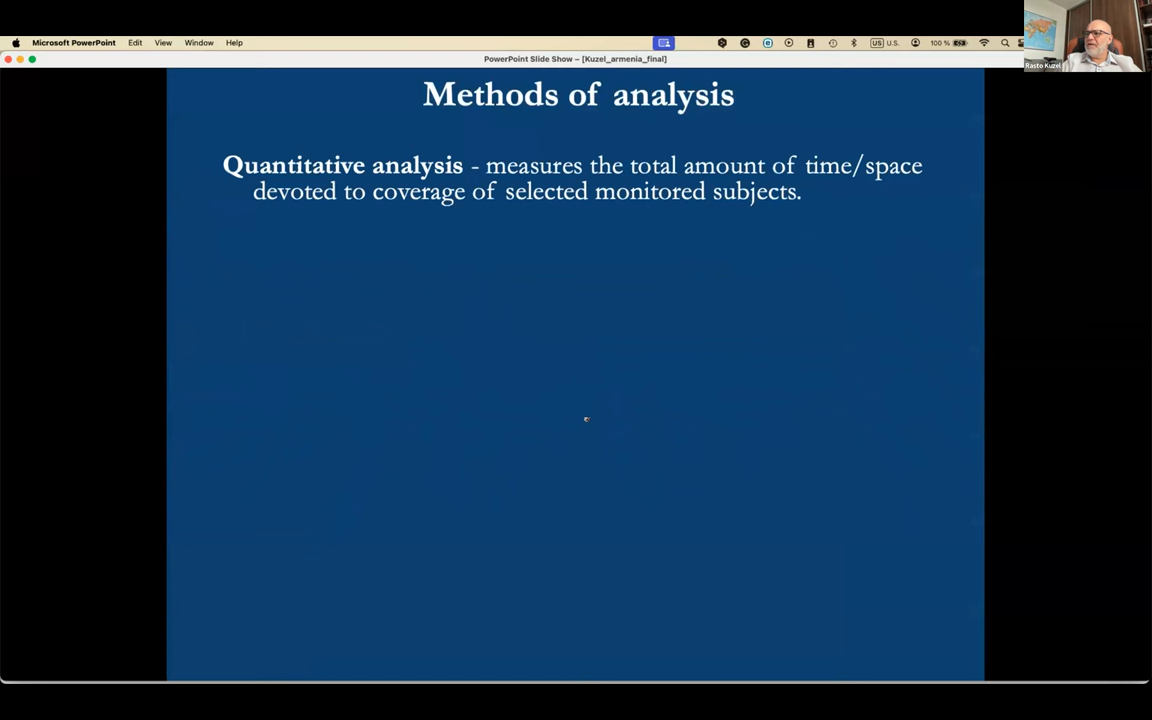 Microsoft PowerPoint Edit View Window Help US U.S. 100 %
PowerPoint Slide Show – [Kuzel_armenia_final]
Rasto Kuzel
Methods of analysis
Quantitative analysis - measures the total amount of time/space
devoted to coverage of selected monitored subjects.